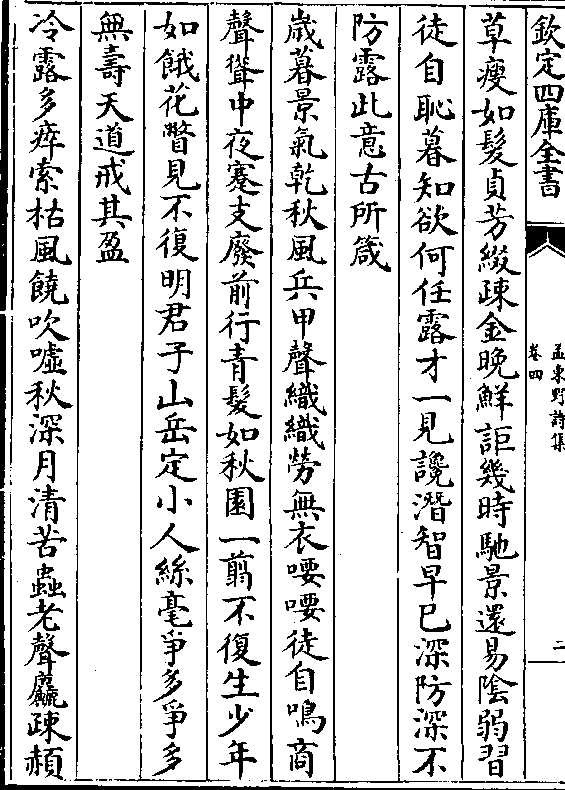 欽定四庫全書
孟東野詩集
卷四
二
草瘦如髮貞芳綴疎金晚鮮詎幾時馳景還易陰弱習
徒自恥暮知欲何任露才一見讒潛智早已深防深不
防露此意古所箴
歲暮景氣乾秋風兵甲聲織織勞無衣喓喓徒自鳴商
聲聳中夜蹇支廢前行青髮如秋園一翦不復生少年
如餓花瞥見不復明君子山岳定小人絲毫爭多爭多
無壽天道戒其盈
冷露多瘁索枯風饒吹噓秋深月清苦蟲老聲麤疎赬